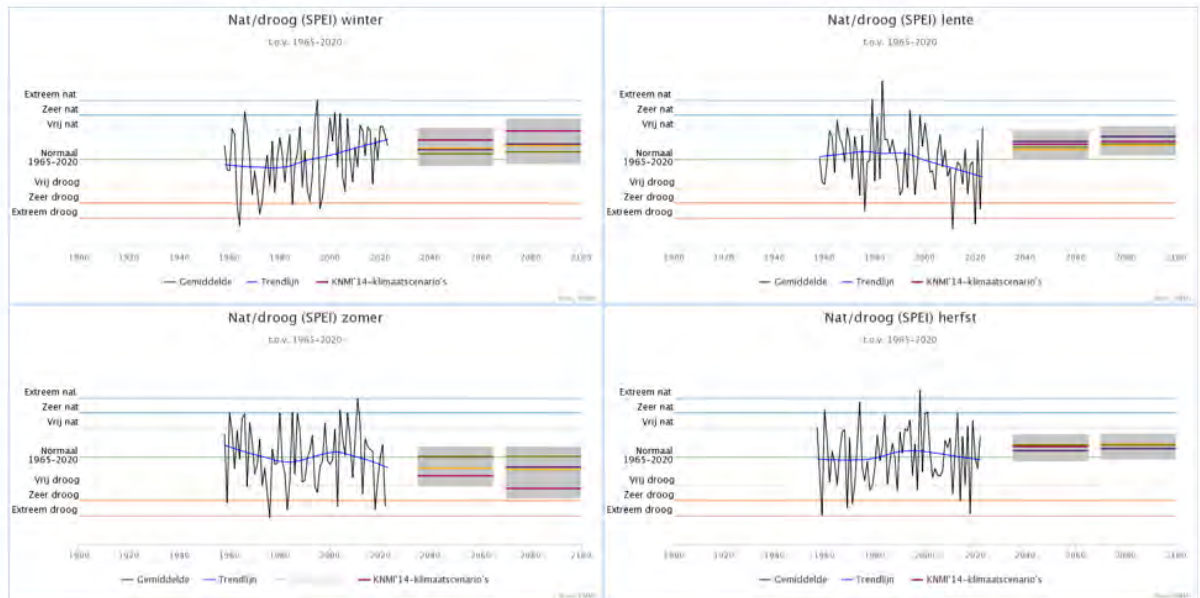 Nat/droog (SPEI) winter
t.o.v. 1965-2020
Extreem nat
Zeer nat
Vrij nat
Normaal
1965-2020
Vrij droog
Zeer droog
Extreem droog
1900 1920 1940 1960 1980 2000 2020 2040 2060 2080 2100
Gemiddelde Trendlijn KNMI'14-klimaatscenario's
Nat/droog (SPEI) lente
t.o.v. 1965-2020
Extreem nat
Zeer nat
Vrij nat
Normaal
1965-2020
Vrij droog
Zeer droog
Extreem droog
1900 1920 1940 1960 1980 2000 2020 2040 2060 2080 2100
Gemiddelde Trendlijn KNMI'14-klimaatscenario's
Nat/droog (SPEI) zomer
t.o.v. 1965-2020
Extreem nat
Zeer nat
Vrij nat
Normaal
1965-2020
Vrij droog
Zeer droog
Extreem droog
1900 1920 1940 1960 1980 2000 2020 2040 2060 2080 2100
Gemiddelde Trendlijn KNMI'14-klimaatscenario's
Nat/droog (SPEI) herfst
t.o.v. 1965-2020
Extreem nat
Zeer nat
Vrij nat
Normaal
1965-2020
Vrij droog
Zeer droog
Extreem droog
1900 1920 1940 1960 1980 2000 2020 2040 2060 2080 2100
Gemiddelde Trendlijn KNMI'14-klimaatscenario's